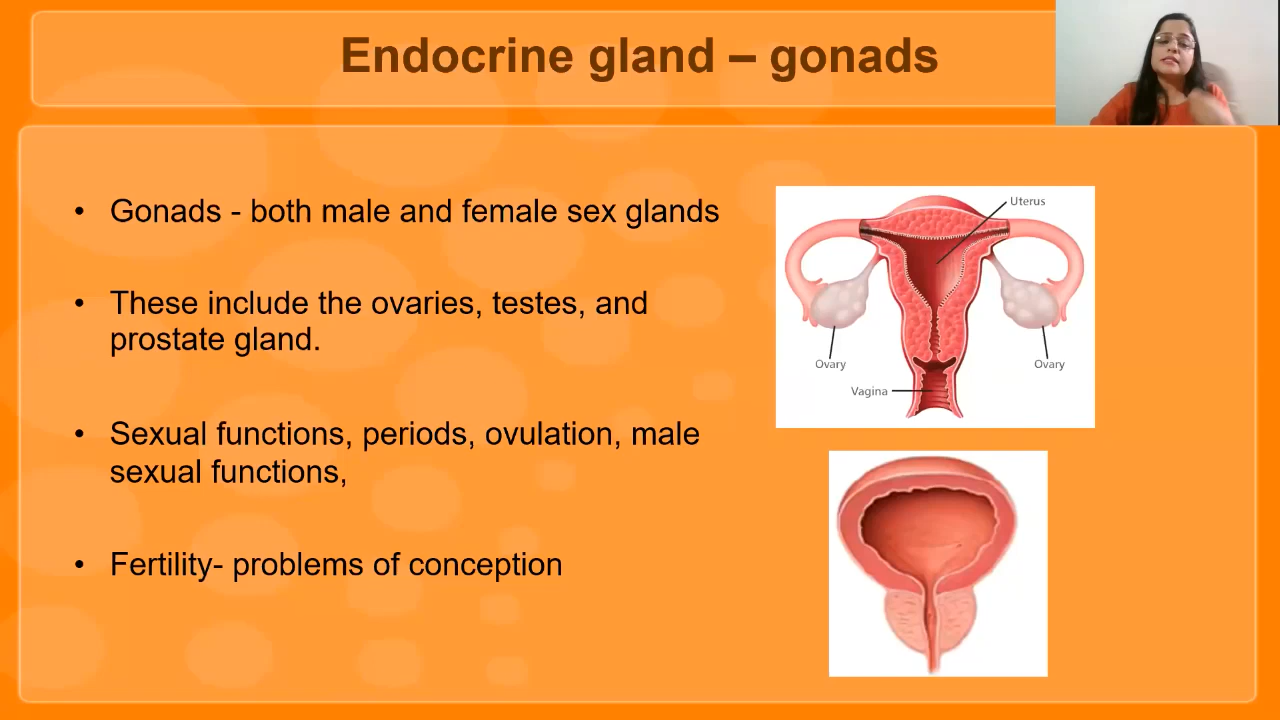 Endocrine gland – gonads
• Gonads - both male and female sex glands
• These include the ovaries, testes, and
prostate gland.
• Sexual functions, periods, ovulation, male
sexual functions,
• Fertility- problems of conception
Uterus
Ovary
Ovary
Vagina